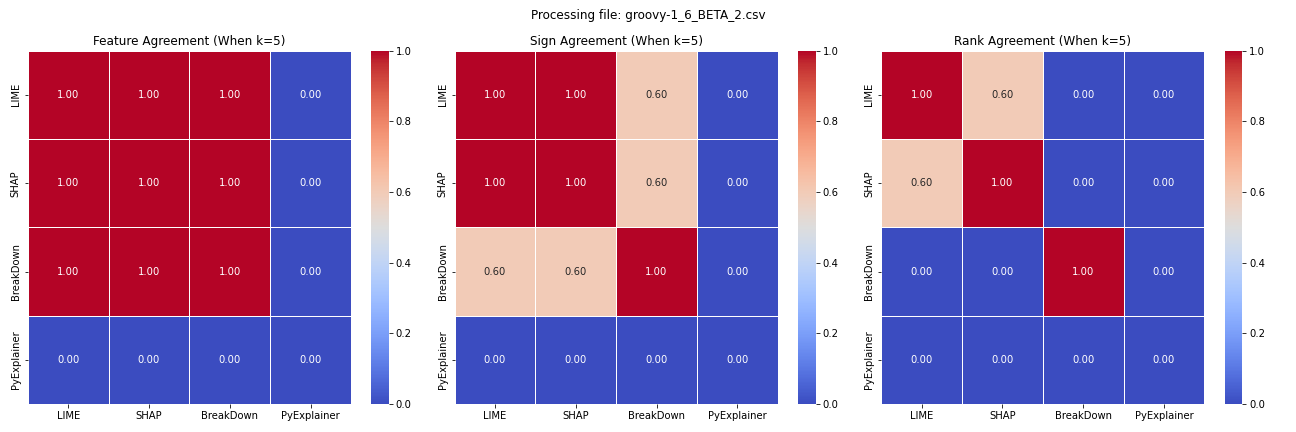 Processing file: groovy-1_6_BETA_2.csv
Feature Agreement (When k=5)
LIME 1.00 1.00 1.00 0.00
SHAP 1.00 1.00 1.00 0.00
BreakDown 1.00 1.00 1.00 0.00
PyExplainer 0.00 0.00 0.00 0.00
LIME SHAP BreakDown PyExplainer
1.0
0.8
0.6
0.4
0.2
0.0
Sign Agreement (When k=5)
LIME 1.00 1.00 0.60 0.00
SHAP 1.00 1.00 0.60 0.00
BreakDown 0.60 0.60 1.00 0.00
PyExplainer 0.00 0.00 0.00 0.00
LIME SHAP BreakDown PyExplainer
1.0
0.8
0.6
0.4
0.2
0.0
Rank Agreement (When k=5)
LIME 1.00 0.60 0.00 0.00
SHAP 0.60 1.00 0.00 0.00
BreakDown 0.00 0.00 1.00 0.00
PyExplainer 0.00 0.00 0.00 0.00
LIME SHAP BreakDown PyExplainer
1.0
0.8
0.6
0.4
0.2
0.0